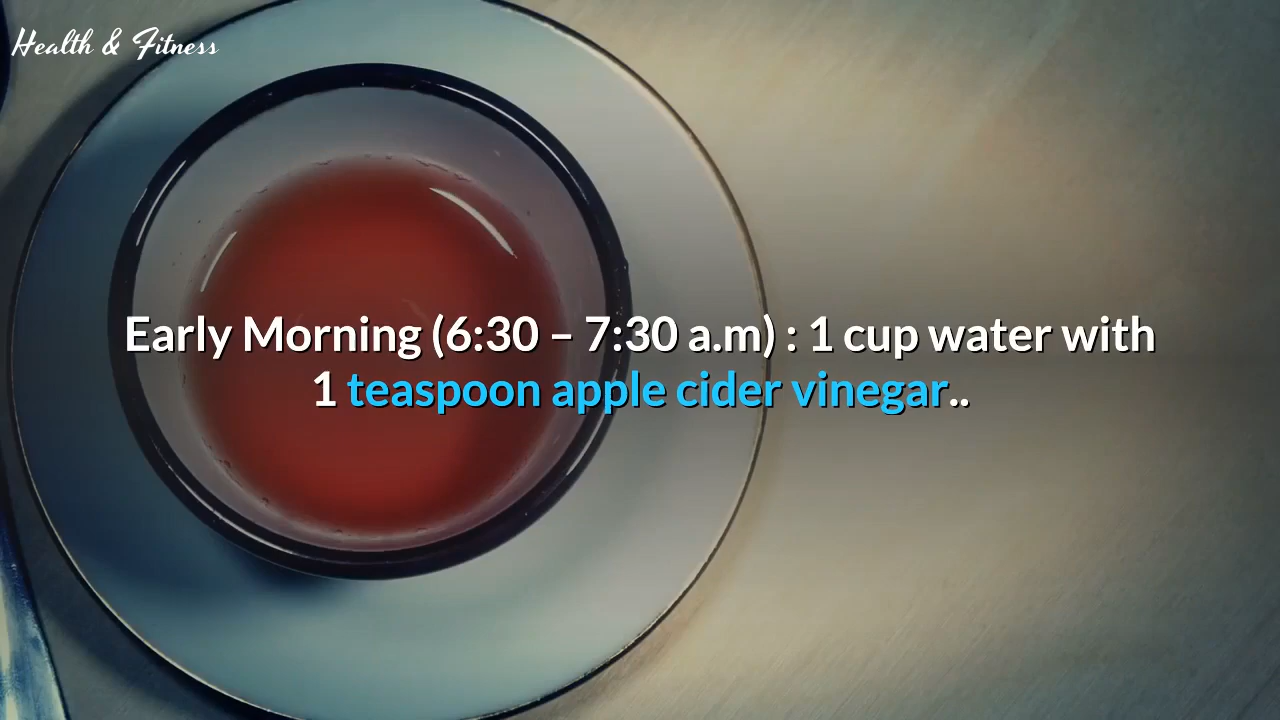 Health & Fitness
Early Morning (6:30 – 7:30 a.m) : 1 cup water with
1 teaspoon apple cider vinegar..